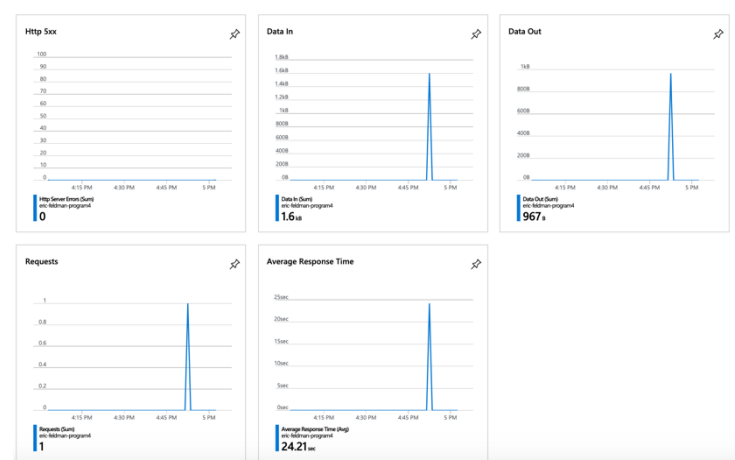 Http 5xx
100
90
80
70
60
50
40
30
20
10
0
4:15 PM 4:30 PM 4:45 PM 5 PM
Http Server Errors (Sum)
eric-feldman-program4
0
Data In
1.8kB
1.6kB
1.4kB
1.2kB
1kB
800B
600B
400B
200B
0B
4:15 PM 4:30 PM 4:45 PM 5 PM
Data In (Sum)
eric-feldman-program4
1.6 kB
Data Out
1kB
800B
600B
400B
200B
0B
4:15 PM 4:30 PM 4:45 PM 5 PM
Data Out (Sum)
eric-feldman-program4
967 B
Requests
1
0.8
0.6
0.4
0.2
0
4:15 PM 4:30 PM 4:45 PM 5 PM
Requests (Sum)
eric-feldman-program4
1
Average Response Time
25sec
20sec
15sec
10sec
5sec
0sec
4:15 PM 4:30 PM 4:45 PM 5 PM
Average Response Time (Avg)
eric-feldman-program4
24.21 sec